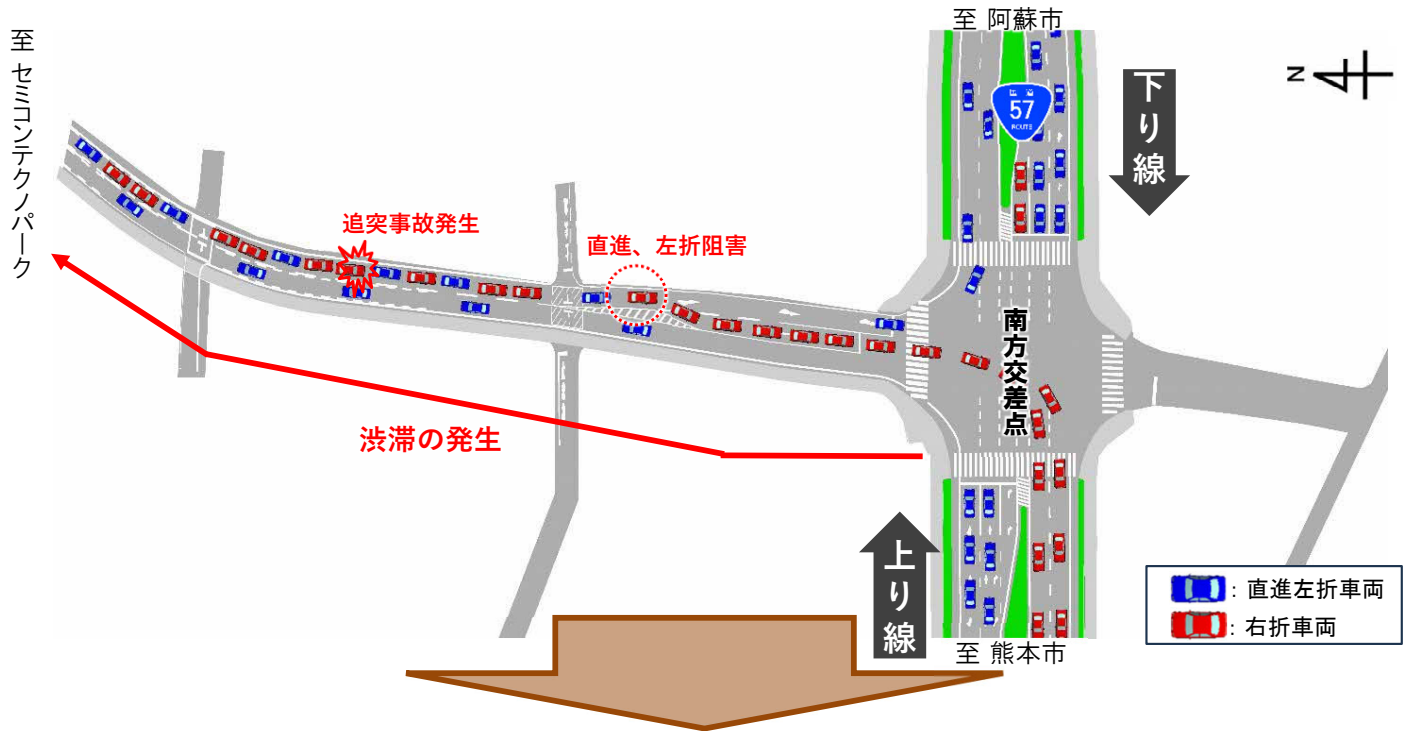 至 阿蘇市
至 セミコンテクノパーク
N
57
ROUTE
下り線
追突事故発生
直進、左折阻害
南方交差点
渋滞の発生
上り線
: 直進左折車両
: 右折車両
至 熊本市